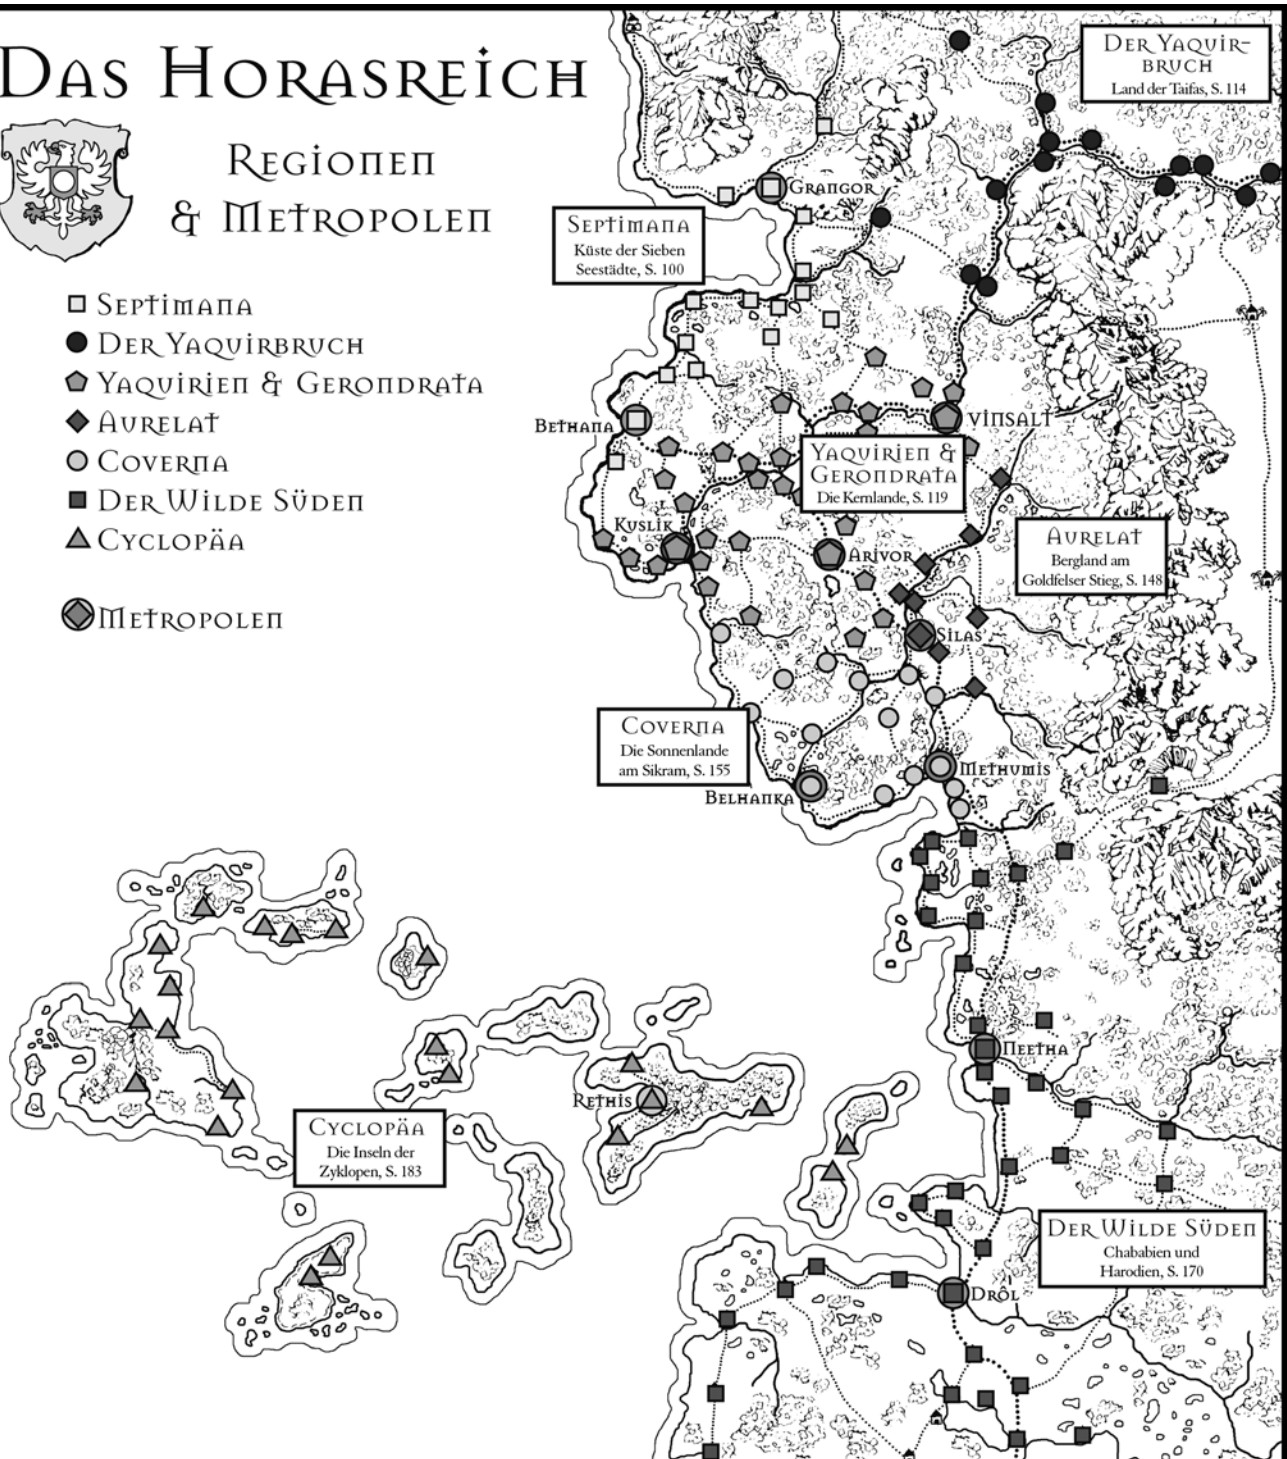 Das Horasreich
Regionen
& Metropolen
Septimana
Der Yaquirbruch
Yaquirien & Gerondrata
Aurelat
Coverna
Der Wilde Süden
Cyclopäa
Metropolen
Der Yaquir-
bruch
Land der Taifas, S. 114
Grangor
Septimana
Küste der Sieben
Seestädte, S. 100
Bethana
Vinsalt
Yaquirien &
Gerondrata
Die Kernlande, S. 119
Kuslik
Arivor
Aurelat
Bergland am
Goldfelser Stieg, S. 148
Silas
Coverna
Die Sonnenlande
am Sikram, S. 155
Belhanka
Methumis
Neetha
Rethis
Cyclopäa
Die Inseln der
Zyklopen, S. 183
Der Wilde Süden
Chababien und
Harodien, S. 170
Drôl